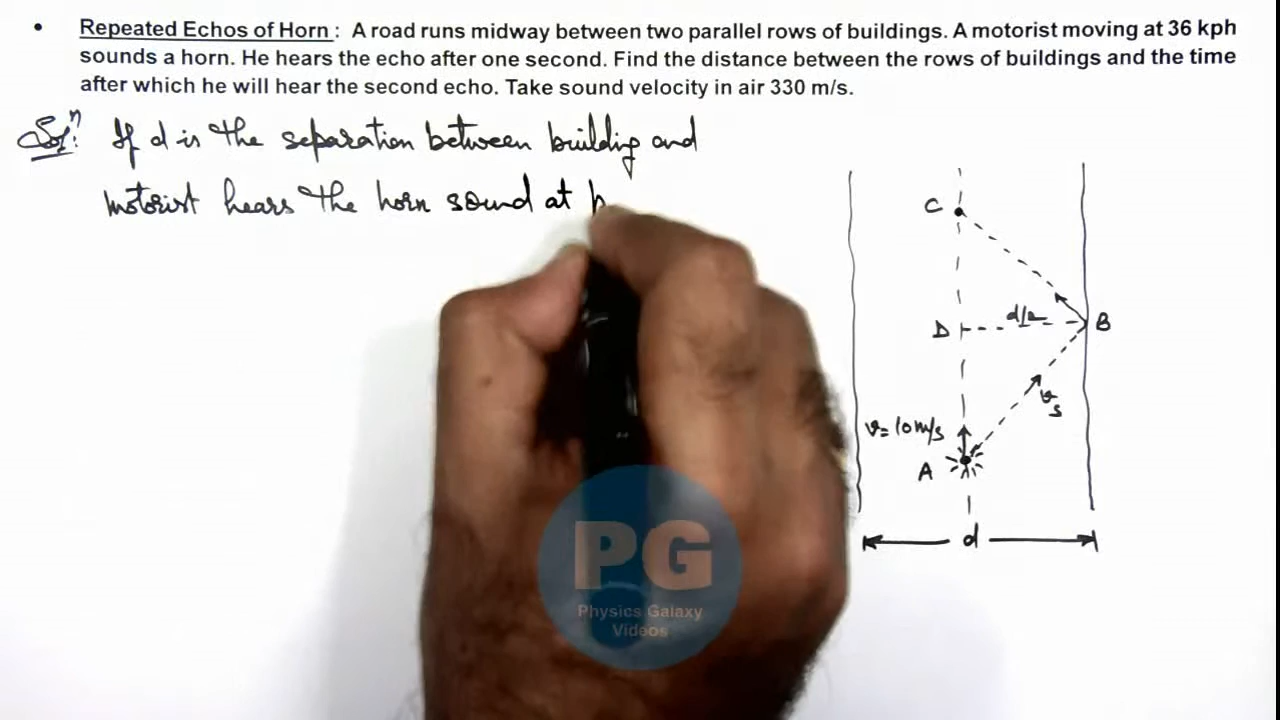 • Repeated Echos of Horn : A road runs midway between two parallel rows of buildings. A motorist moving at 36 kph
sounds a horn. He hears the echo after one second. Find the distance between the rows of buildings and the time
after which he will hear the second echo. Take sound velocity in air 330 m/s.
Solⁿ: If d is the separation between building and
motorist hears the horn sound at
C
D
d/2
B
v = 10 m/s
vs
A
d
PG
Physics Galaxy
Videos